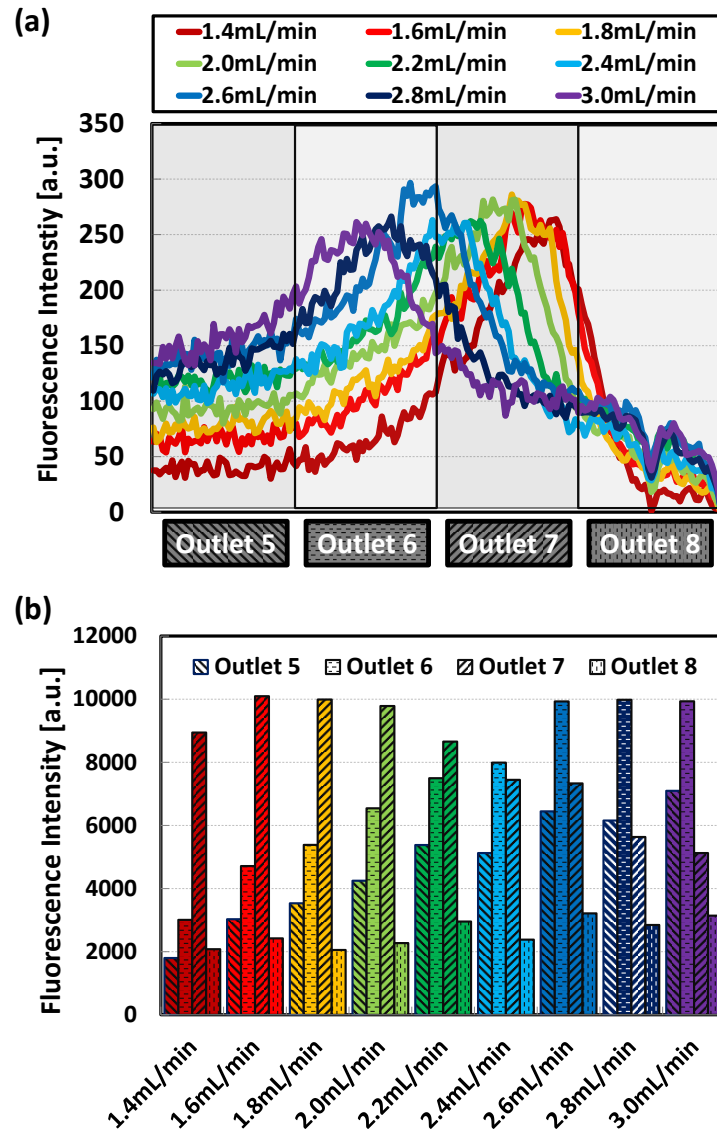 (a)
1.4mL/min 1.6mL/min 1.8mL/min
2.0mL/min 2.2mL/min 2.4mL/min
2.6mL/min 2.8mL/min 3.0mL/min
Fluorescence Intenstiy [a.u.]
350
300
250
200
150
100
50
0
Outlet 5 Outlet 6 Outlet 7 Outlet 8
(b)
Fluorescence Intensity [a.u.]
12000
10000
8000
6000
4000
2000
0
Outlet 5 Outlet 6 Outlet 7 Outlet 8
1.4mL/min 1.6mL/min 1.8mL/min 2.0mL/min 2.2mL/min 2.4mL/min 2.6mL/min 2.8mL/min 3.0mL/min